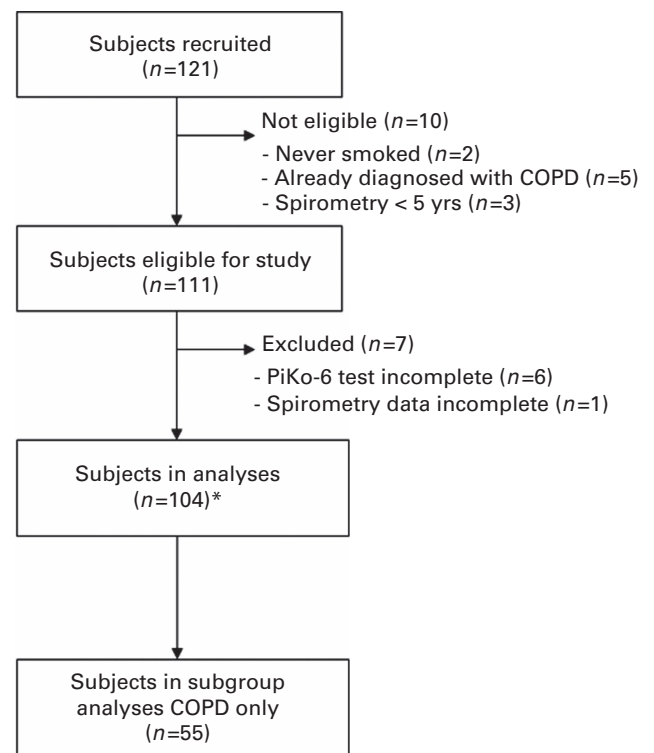 Subjects recruited
(n=121)
Not eligible (n=10)
- Never smoked (n=2)
- Already diagnosed with COPD (n=5)
- Spirometry < 5 yrs (n=3)
Subjects eligible for study
(n=111)
Excluded (n=7)
- PiKo-6 test incomplete (n=6)
- Spirometry data incomplete (n=1)
Subjects in analyses
(n=104)*
Subjects in subgroup
analyses COPD only
(n=55)